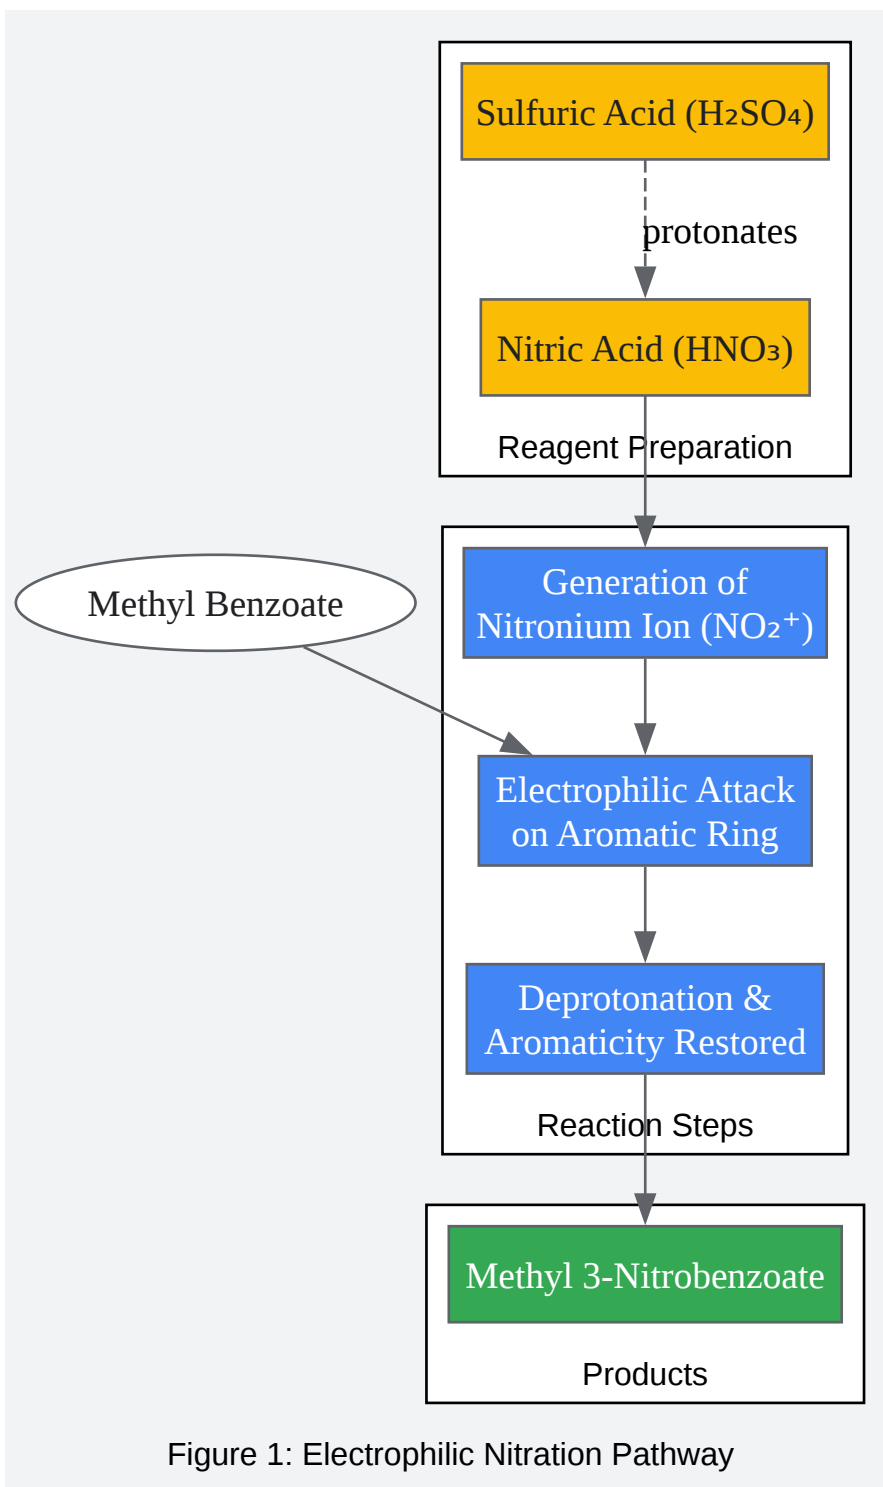 Sulfuric Acid (H₂SO₄)
protonates
Nitric Acid (HNO₃)
Reagent Preparation
Methyl Benzoate
Generation of
Nitronium Ion (NO₂⁺)
Electrophilic Attack
on Aromatic Ring
Deprotonation &
Aromaticity Restored
Reaction Steps
Methyl 3-Nitrobenzoate
Products
Figure 1: Electrophilic Nitration Pathway